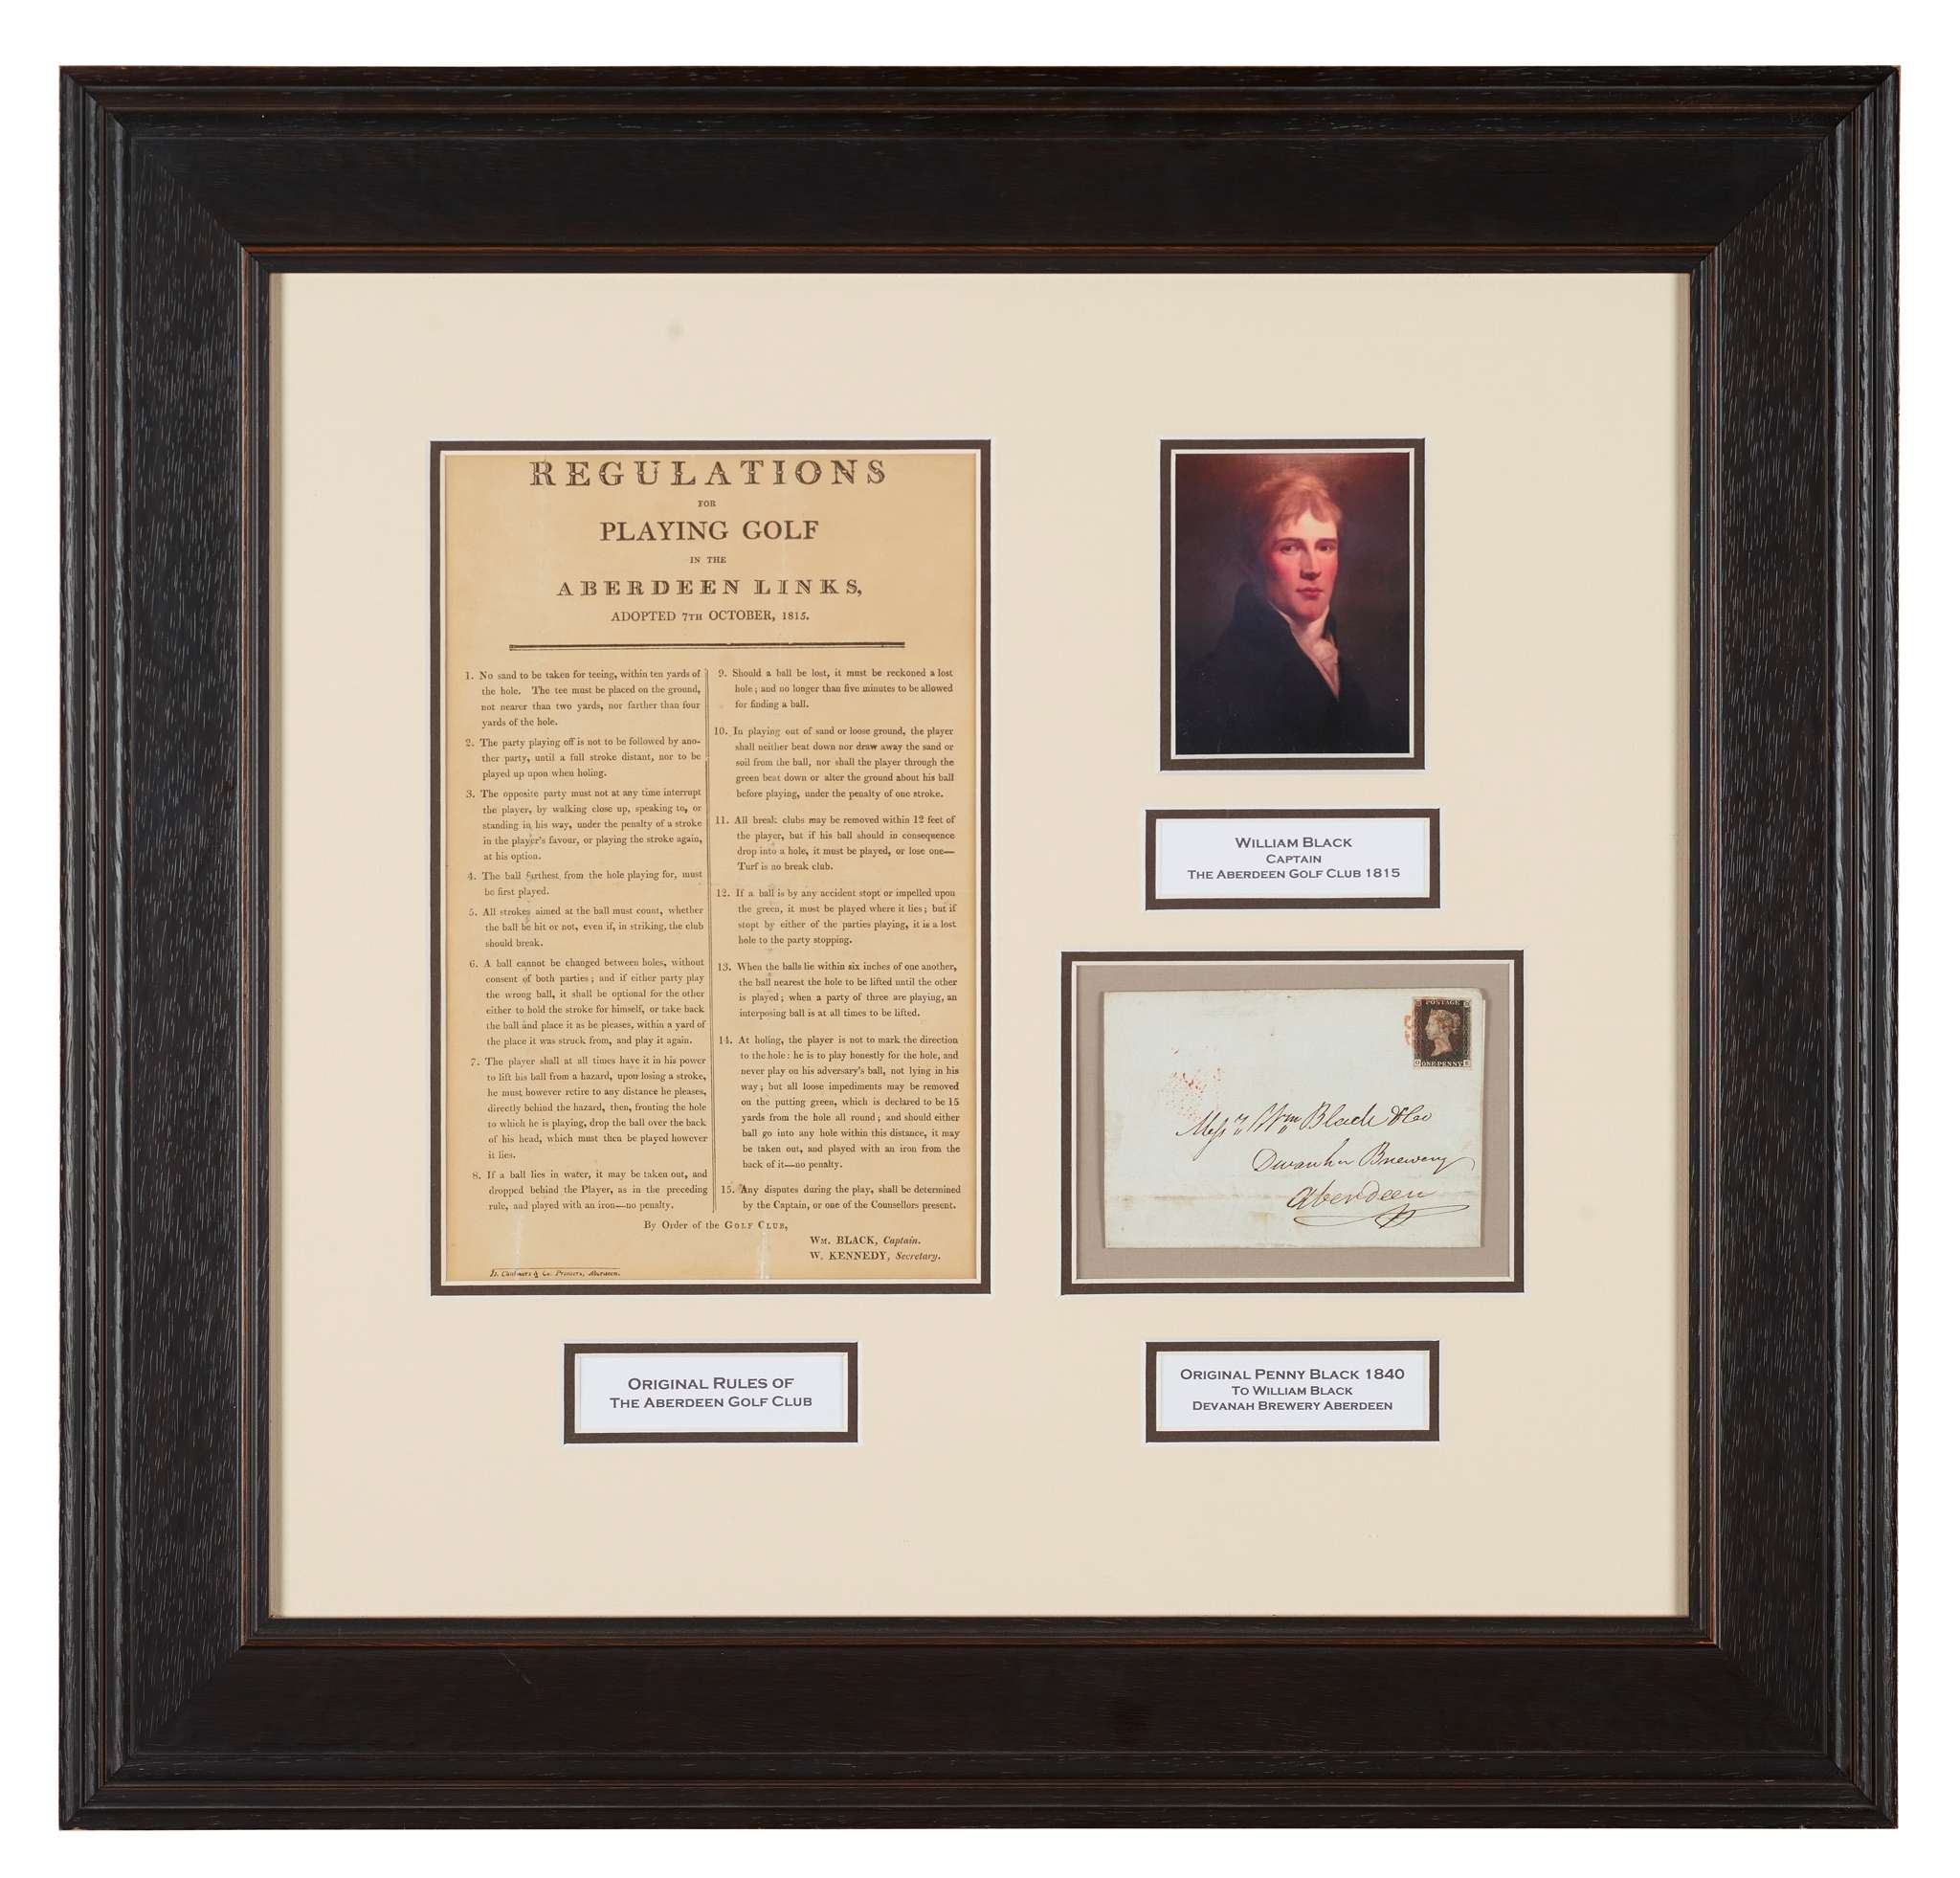 REGULATIONS
FOR
PLAYING GOLF
IN THE
ABERDEEN LINKS,
ADOPTED 7TH OCTOBER, 1815.
1. No sand to be taken for teeing, within ten yards of
the hole. The tee must be placed on the ground,
not nearer than two yards, nor farther than four
yards of the hole.
2. The party playing off is not to be followed by ano-
ther party, until a full stroke distant, nor to be
played up upon when holing.
3. The opposite party must not at any time interrupt
the player, by walking close up, speaking to, or
standing in his way, under the penalty of a stroke
in the player's favour, or playing the stroke again,
at his option.
4. The ball farthest from the hole playing for, must
be first played.
5. All strokes aimed at the ball must count, whether
the ball be hit or not, even if, in striking, the club
should break.
6. A ball cannot be changed between holes, without
consent of both parties; and if either party play
the wrong ball, it shall be optional for the other
either to hold the stroke for himself, or take back
the ball and place it as he pleases, within a yard of
the place it was struck from, and play it again.
7. The player shall at all times have it in his power
to lift his ball from a hazard, upon losing a stroke,
he must however retire to any distance he pleases,
directly behind the hazard, then, fronting the hole
to which he is playing, drop the ball over the back
of his head, which must then be played however
it lies.
8. If a ball lies in water, it may be taken out, and
dropped behind the Player, as in the preceding
rule, and played with an iron—no penalty.
9. Should a ball be lost, it must be reckoned a lost
hole; and no longer than five minutes to be allowed
for finding a ball.
10. In playing out of sand or loose ground, the player
shall neither beat down nor draw away the sand or
soil from the ball, nor shall the player through the
green beat down or alter the ground about his ball
before playing, under the penalty of one stroke.
11. All break clubs may be removed within 12 feet of
the player, but if his ball should in consequence
drop into a hole, it must be played, or lose one—
Turf is no break club.
12. If a ball is by any accident stopt or impelled upon
the green, it must be played where it lies; but if
stopt by either of the parties playing, it is a lost
hole to the party stopping.
13. When the balls lie within six inches of one another,
the ball nearest the hole to be lifted until the other
is played; when a party of three are playing, an
interposing ball is at all times to be lifted.
14. At holing, the player is not to mark the direction
to the hole: he is to play honestly for the hole, and
never play on his adversary's ball, not lying in his
way; but all loose impediments may be removed
on the putting green, which is declared to be 15
yards from the hole all round; and should either
ball go into any hole within this distance, it may
be taken out, and played with an iron from the
back of it—no penalty.
15. Any disputes during the play, shall be determined
by the Captain, or one of the Counsellors present.
By Order of the GOLF CLUB,
WM. BLACK, Captain.
W. KENNEDY, Secretary.
Chalmers & Co. Printers, Aberdeen.
ORIGINAL RULES OF
THE ABERDEEN GOLF CLUB
WILLIAM BLACK
CAPTAIN
THE ABERDEEN GOLF CLUB 1815
POSTAGE
ONE PENNY
Messrs Wm Black & Co
Devanha Brewery
Aberdeen
ORIGINAL PENNY BLACK 1840
TO WILLIAM BLACK
DEVANAH BREWERY ABERDEEN